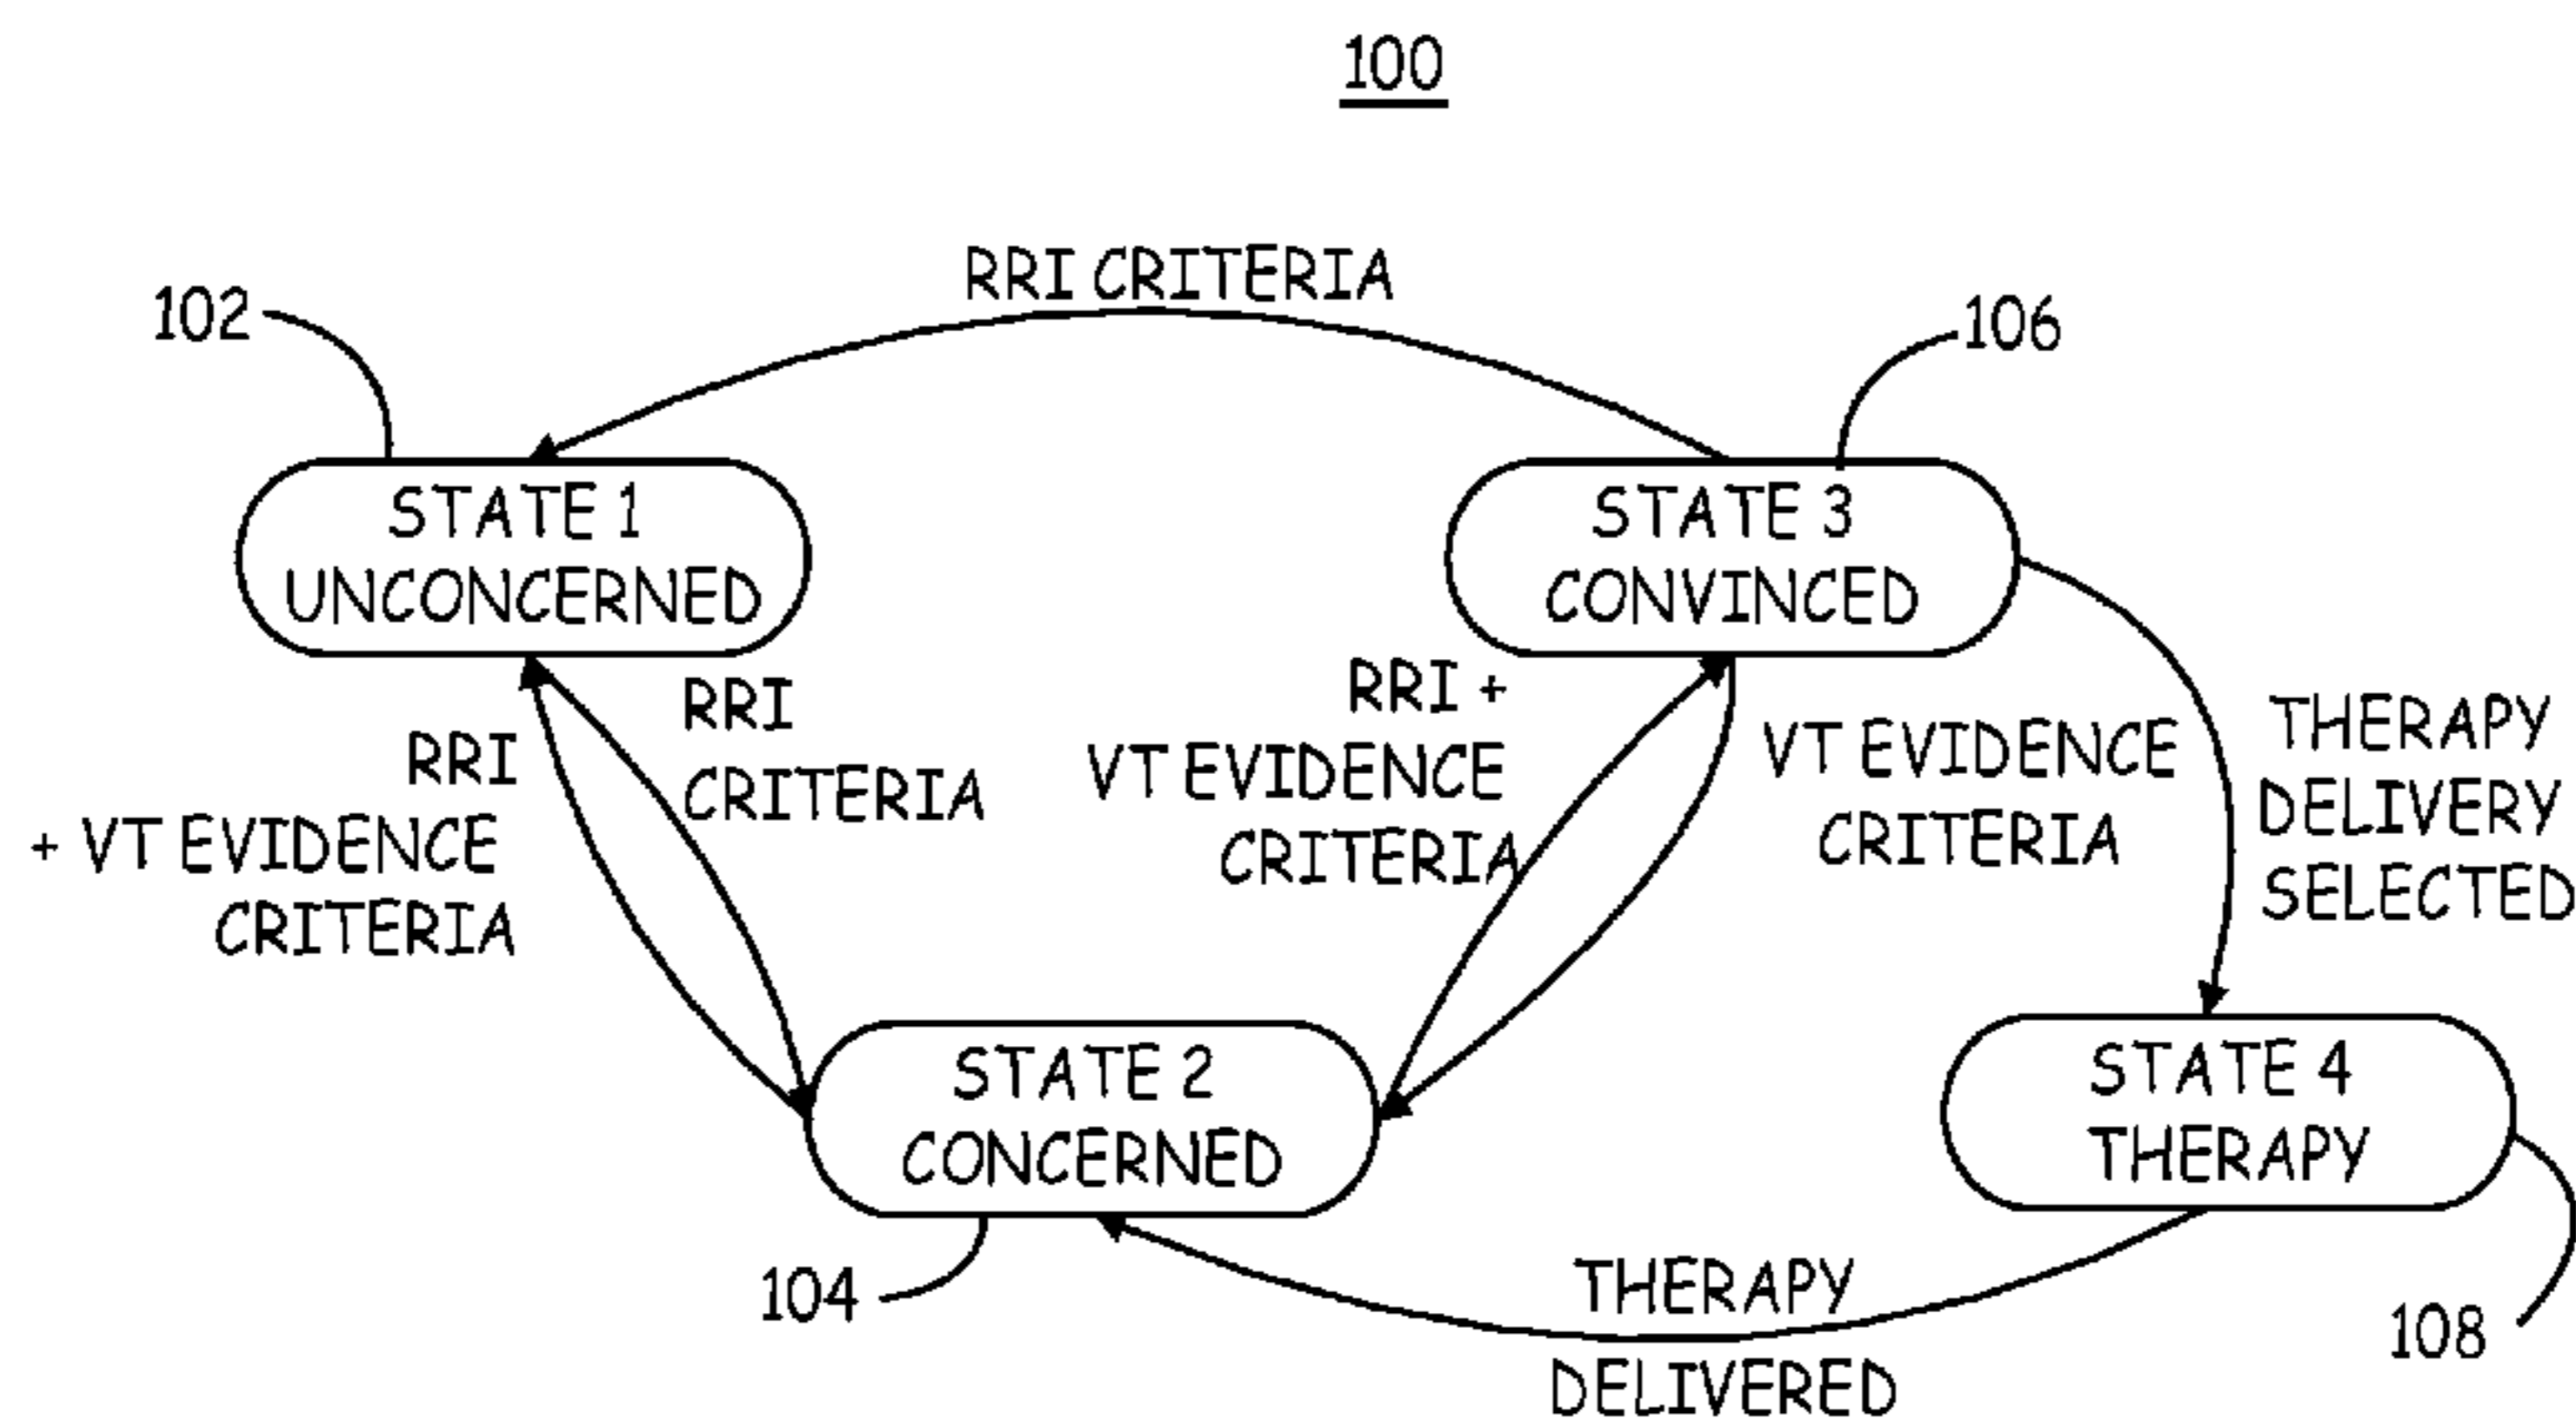 100
RRI CRITERIA
102
106
STATE 1
UNCONCERNED
STATE 3
CONVINCED
RRI
+ VT EVIDENCE
CRITERIA
RRI
CRITERIA
RRI +
VT EVIDENCE
CRITERIA
VT EVIDENCE
CRITERIA
THERAPY
DELIVERY
SELECTED
STATE 2
CONCERNED
STATE 4
THERAPY
104
THERAPY
DELIVERED
108